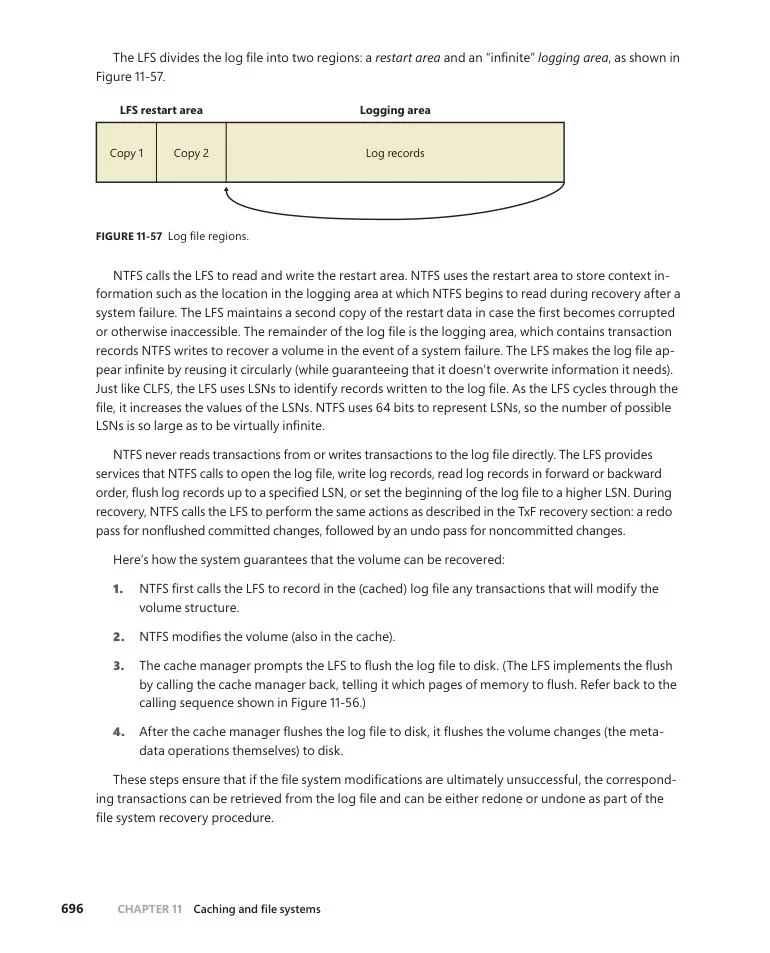 The LFS divides the log file into two regions: a restart area and an “infinite” logging area, as shown in
Figure 11-57.
LFS restart area Logging area
Copy 1 Copy 2 Log records
FIGURE 11-57 Log file regions.
NTFS calls the LFS to read and write the restart area. NTFS uses the restart area to store context in-
formation such as the location in the logging area at which NTFS begins to read during recovery after a
system failure. The LFS maintains a second copy of the restart data in case the first becomes corrupted
or otherwise inaccessible. The remainder of the log file is the logging area, which contains transaction
records NTFS writes to recover a volume in the event of a system failure. The LFS makes the log file ap-
pear infinite by reusing it circularly (while guaranteeing that it doesn’t overwrite information it needs).
Just like CLFS, the LFS uses LSNs to identify records written to the log file. As the LFS cycles through the
file, it increases the values of the LSNs. NTFS uses 64 bits to represent LSNs, so the number of possible
LSNs is so large as to be virtually infinite.
NTFS never reads transactions from or writes transactions to the log file directly. The LFS provides
services that NTFS calls to open the log file, write log records, read log records in forward or backward
order, flush log records up to a specified LSN, or set the beginning of the log file to a higher LSN. During
recovery, NTFS calls the LFS to perform the same actions as described in the TxF recovery section: a redo
pass for nonflushed committed changes, followed by an undo pass for noncommitted changes.
Here’s how the system guarantees that the volume can be recovered:
1. NTFS first calls the LFS to record in the (cached) log file any transactions that will modify the
volume structure.
2. NTFS modifies the volume (also in the cache).
3. The cache manager prompts the LFS to flush the log file to disk. (The LFS implements the flush
by calling the cache manager back, telling it which pages of memory to flush. Refer back to the
calling sequence shown in Figure 11-56.)
4. After the cache manager flushes the log file to disk, it flushes the volume changes (the meta-
data operations themselves) to disk.
These steps ensure that if the file system modifications are ultimately unsuccessful, the correspond-
ing transactions can be retrieved from the log file and can be either redone or undone as part of the
file system recovery procedure.
696 CHAPTER 11 Caching and file systems